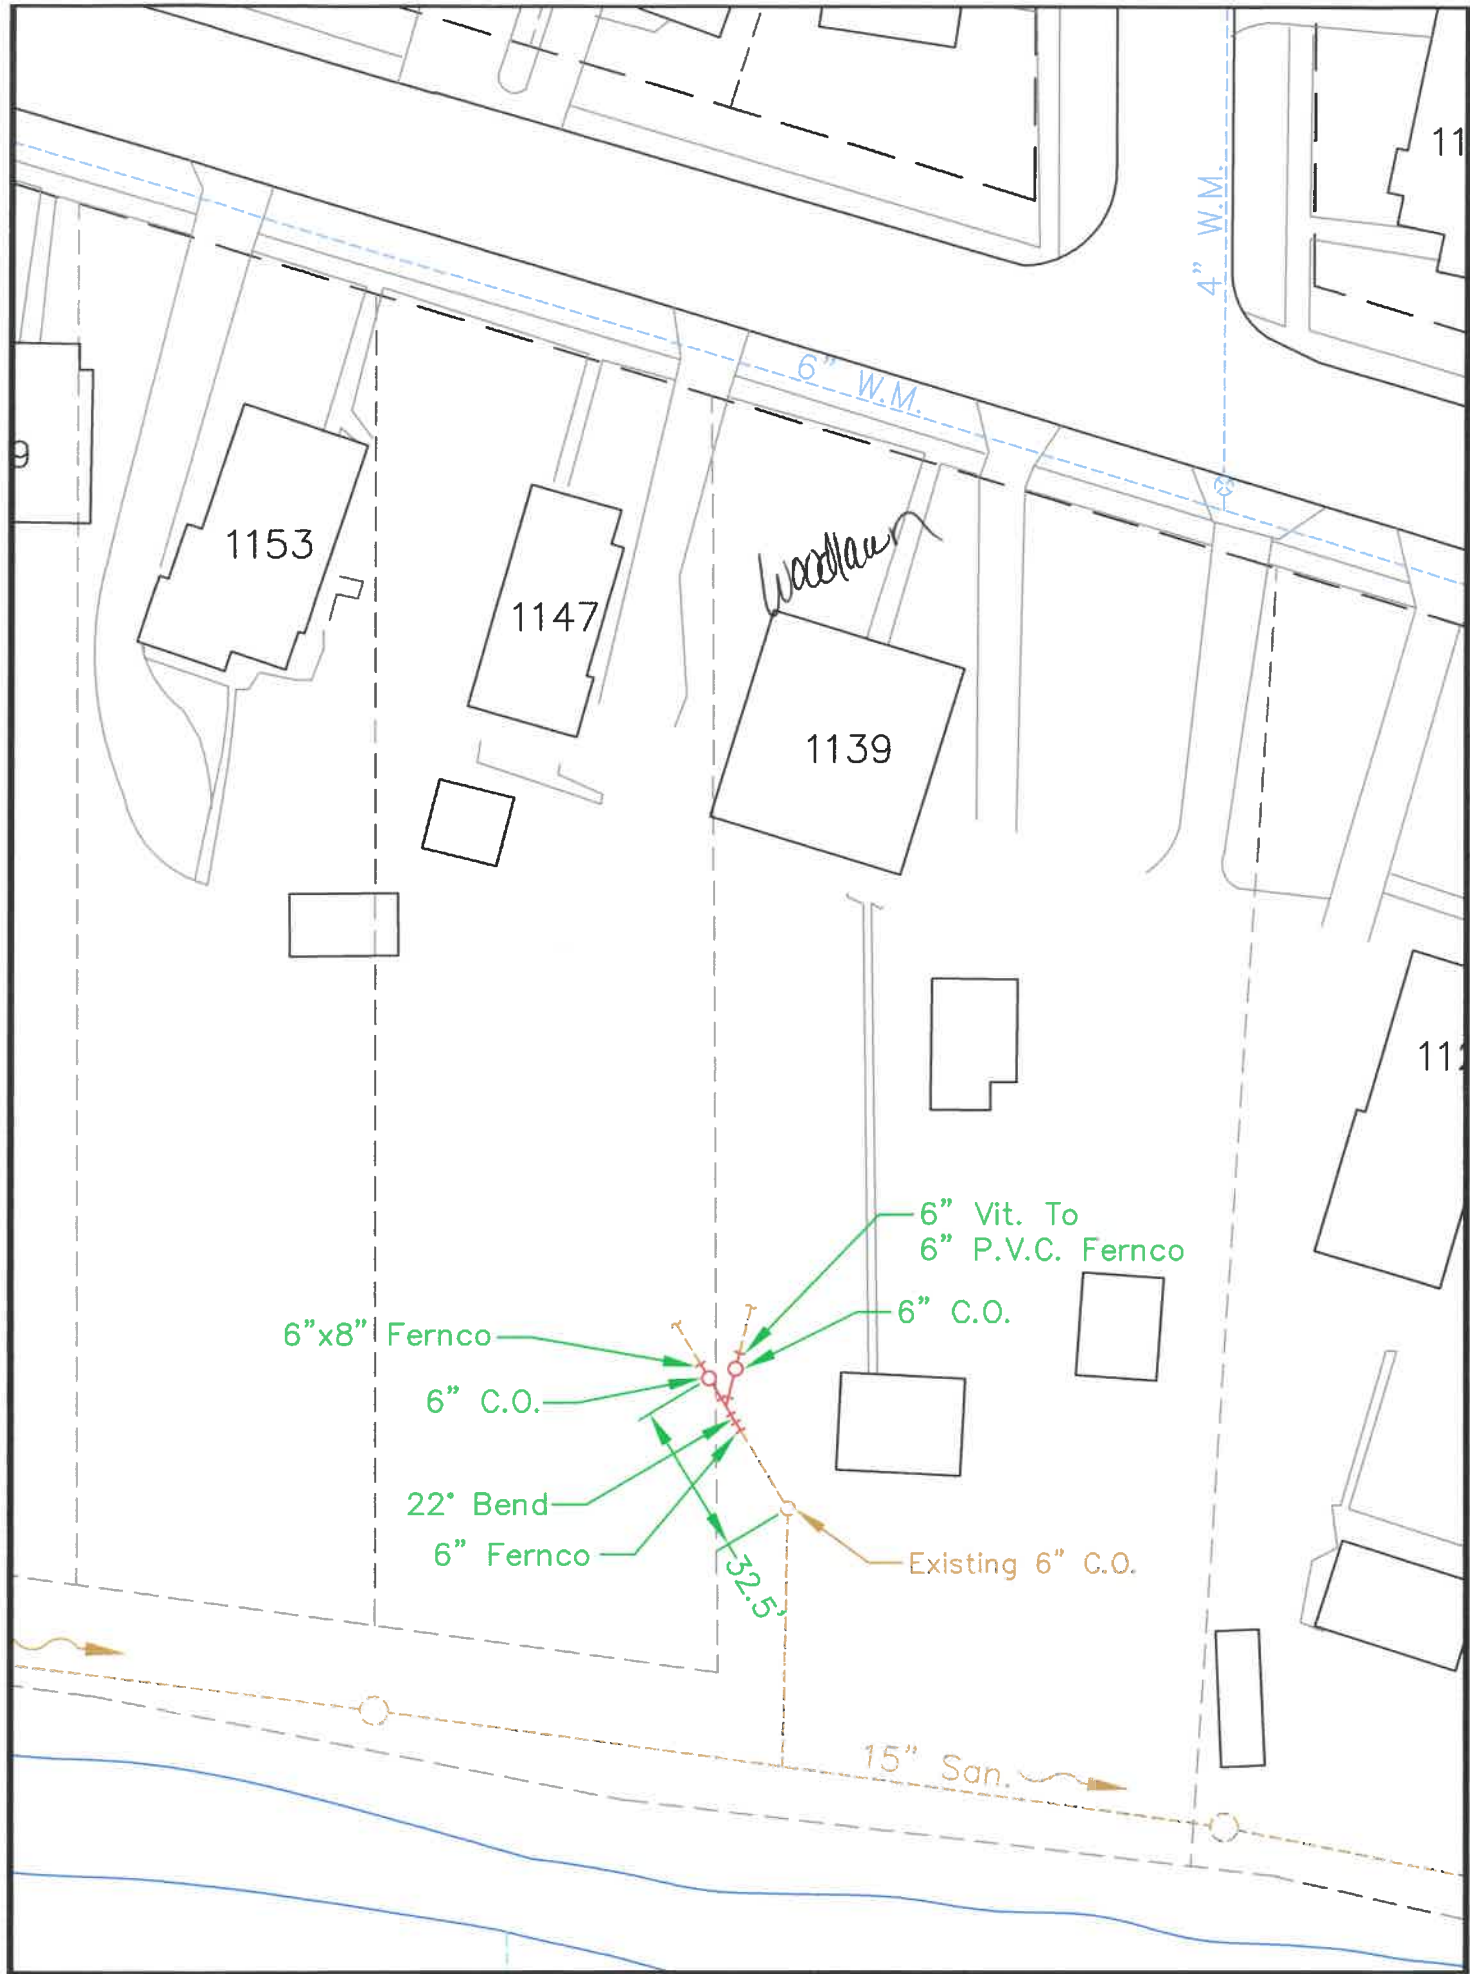 11
4" W.M.
6" W.M.
9
1153
Woodlawn
1147
1139
11
6" Vit. To
6" P.V.C. Fernco
6" C.O.
6"x8" Fernco
6" C.O.
22° Bend
6" Fernco
32.5'
Existing 6" C.O.
15" San.